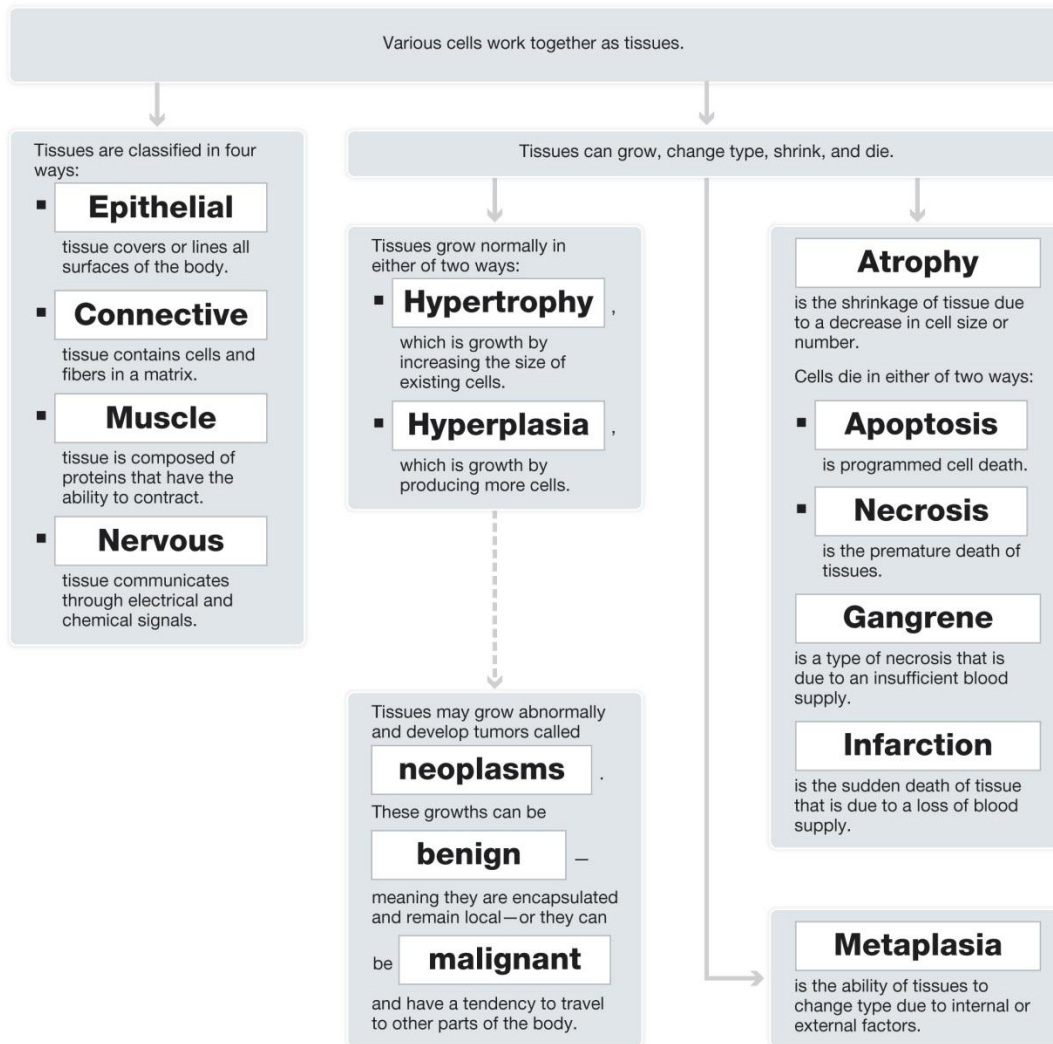 Various cells work together as tissues.
Tissues are classified in four
ways:
▪ Epithelial
tissue covers or lines all
surfaces of the body.
▪ Connective
tissue contains cells and
fibers in a matrix.
▪ Muscle
tissue is composed of
proteins that have the
ability to contract.
▪ Nervous
tissue communicates
through electrical and
chemical signals.
Tissues can grow, change type, shrink, and die.
Tissues grow normally in
either of two ways:
▪ Hypertrophy ,
which is growth by
increasing the size of
existing cells.
▪ Hyperplasia ,
which is growth by
producing more cells.
Tissues may grow abnormally
and develop tumors called
neoplasms .
These growths can be
benign –
meaning they are encapsulated
and remain local—or they can
be malignant
and have a tendency to travel
to other parts of the body.
Atrophy
is the shrinkage of tissue due
to a decrease in cell size or
number.
Cells die in either of two ways:
▪ Apoptosis
is programmed cell death.
▪ Necrosis
is the premature death of
tissues.
Gangrene
is a type of necrosis that is
due to an insufficient blood
supply.
Infarction
is the sudden death of tissue
that is due to a loss of blood
supply.
Metaplasia
is the ability of tissues to
change type due to internal or
external factors.